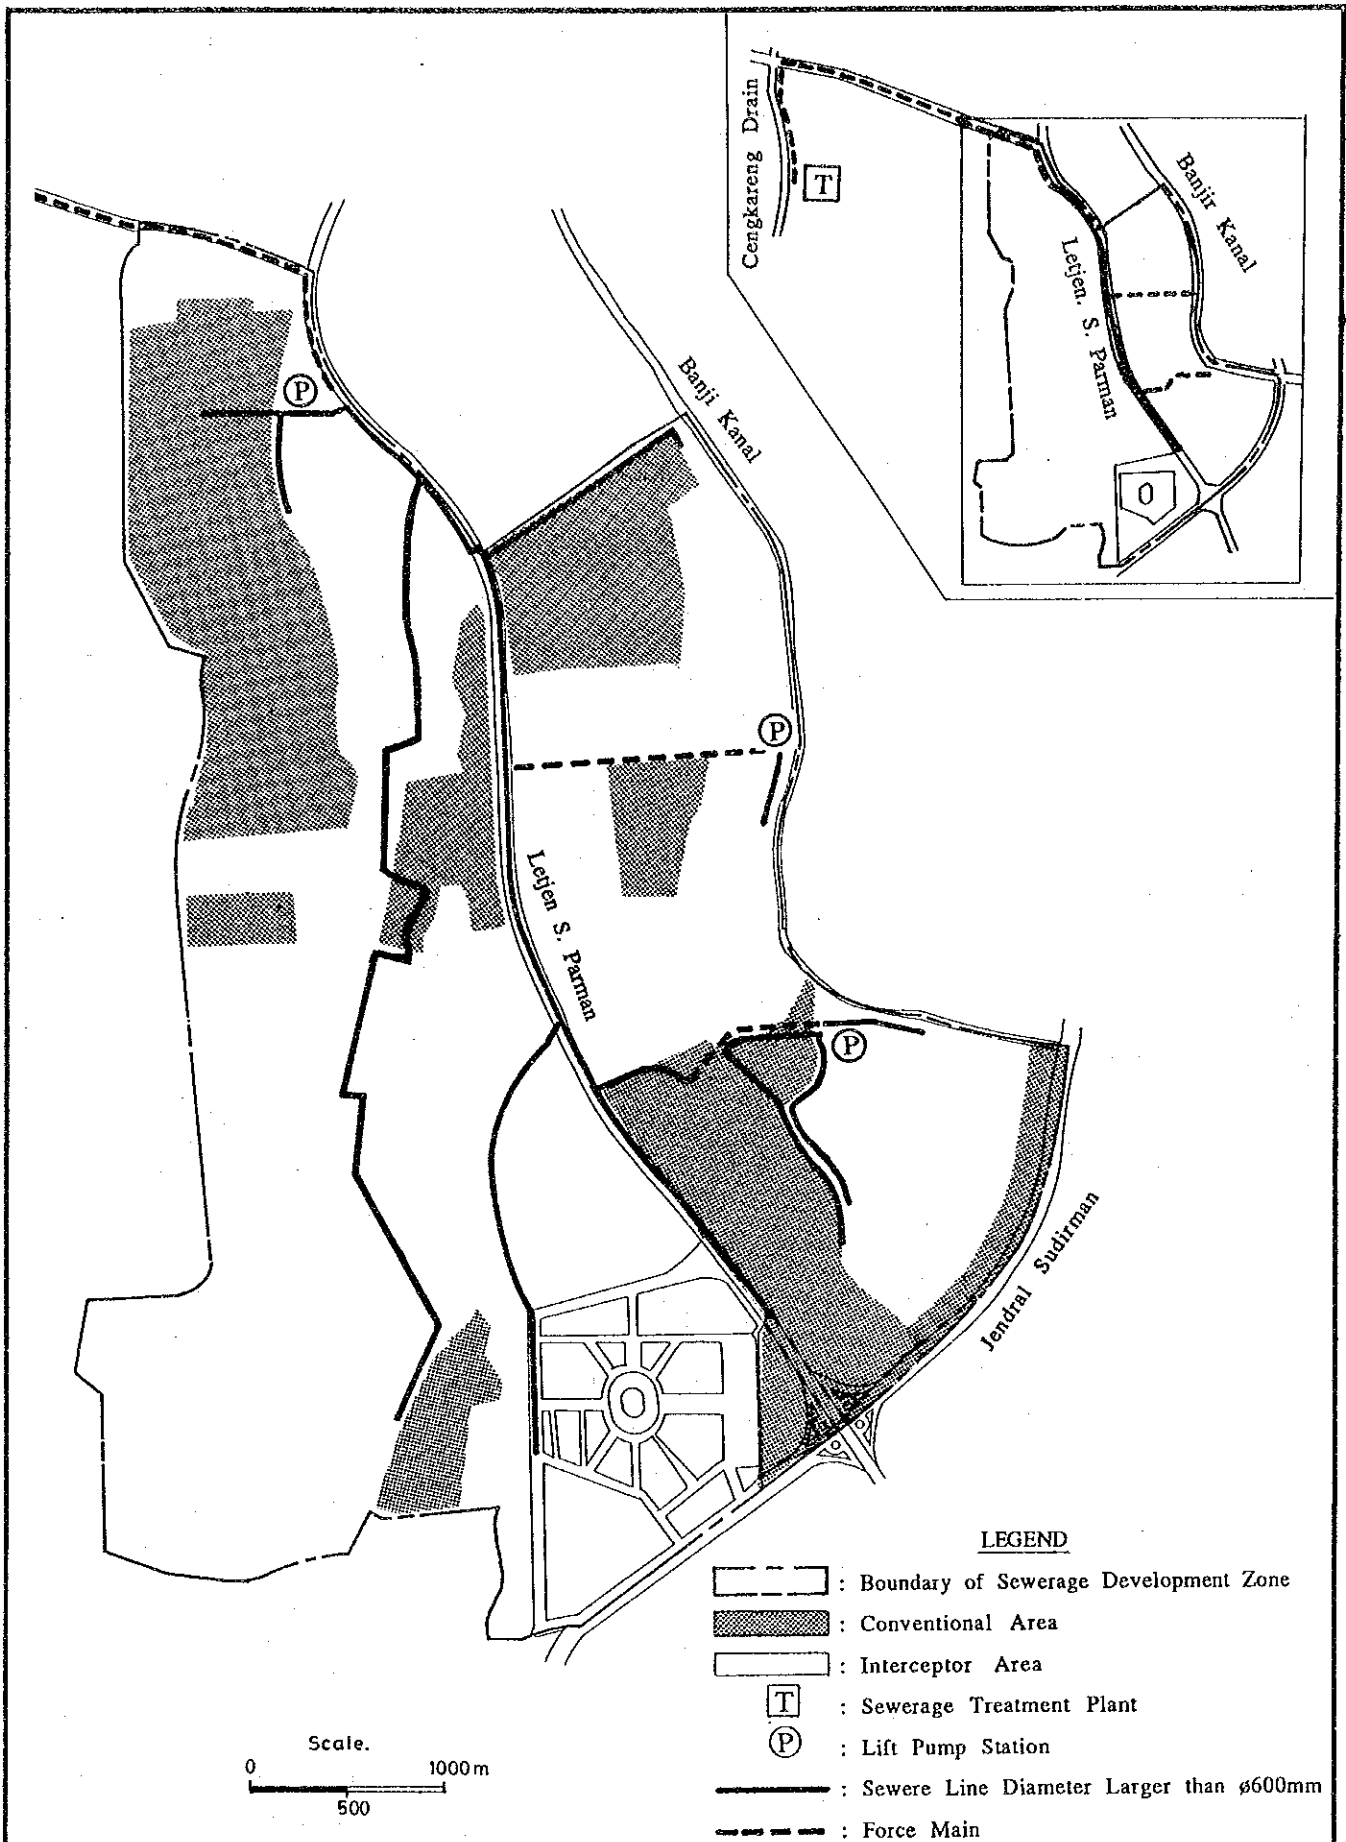 Cengkareng Drain
T
Banjir Kanal
Letjen. S. Parman
P
Banji Kanal
P
Letjen S. Parman
P
Jendral Sudirman
LEGEND
: Boundary of Sewerage Development Zone
: Conventional Area
: Interceptor Area
T : Sewerage Treatment Plant
P : Lift Pump Station
: Sewere Line Diameter Larger than ø600mm
: Force Main
Scale.
0 1000m
500